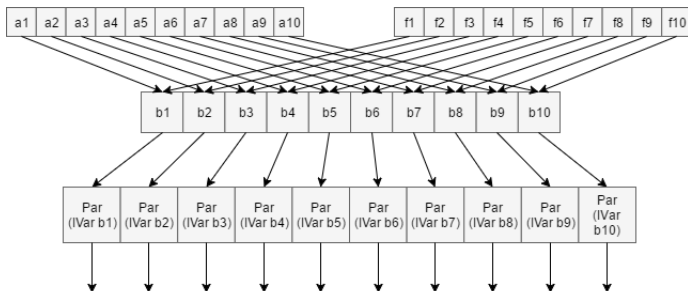 a1 a2 a3 a4 a5 a6 a7 a8 a9 a10 f1 f2 f3 f4 f5 f6 f7 f8 f9 f10
b1 b2 b3 b4 b5 b6 b7 b8 b9 b10
Par
(IVar b1)
Par
(IVar b2)
Par
(IVar b3)
Par
(IVar b4)
Par
(IVar b5)
Par
(IVar b6)
Par
(IVar b7)
Par
(IVar b8)
Par
(IVar b9)
Par
(IVar
b10)